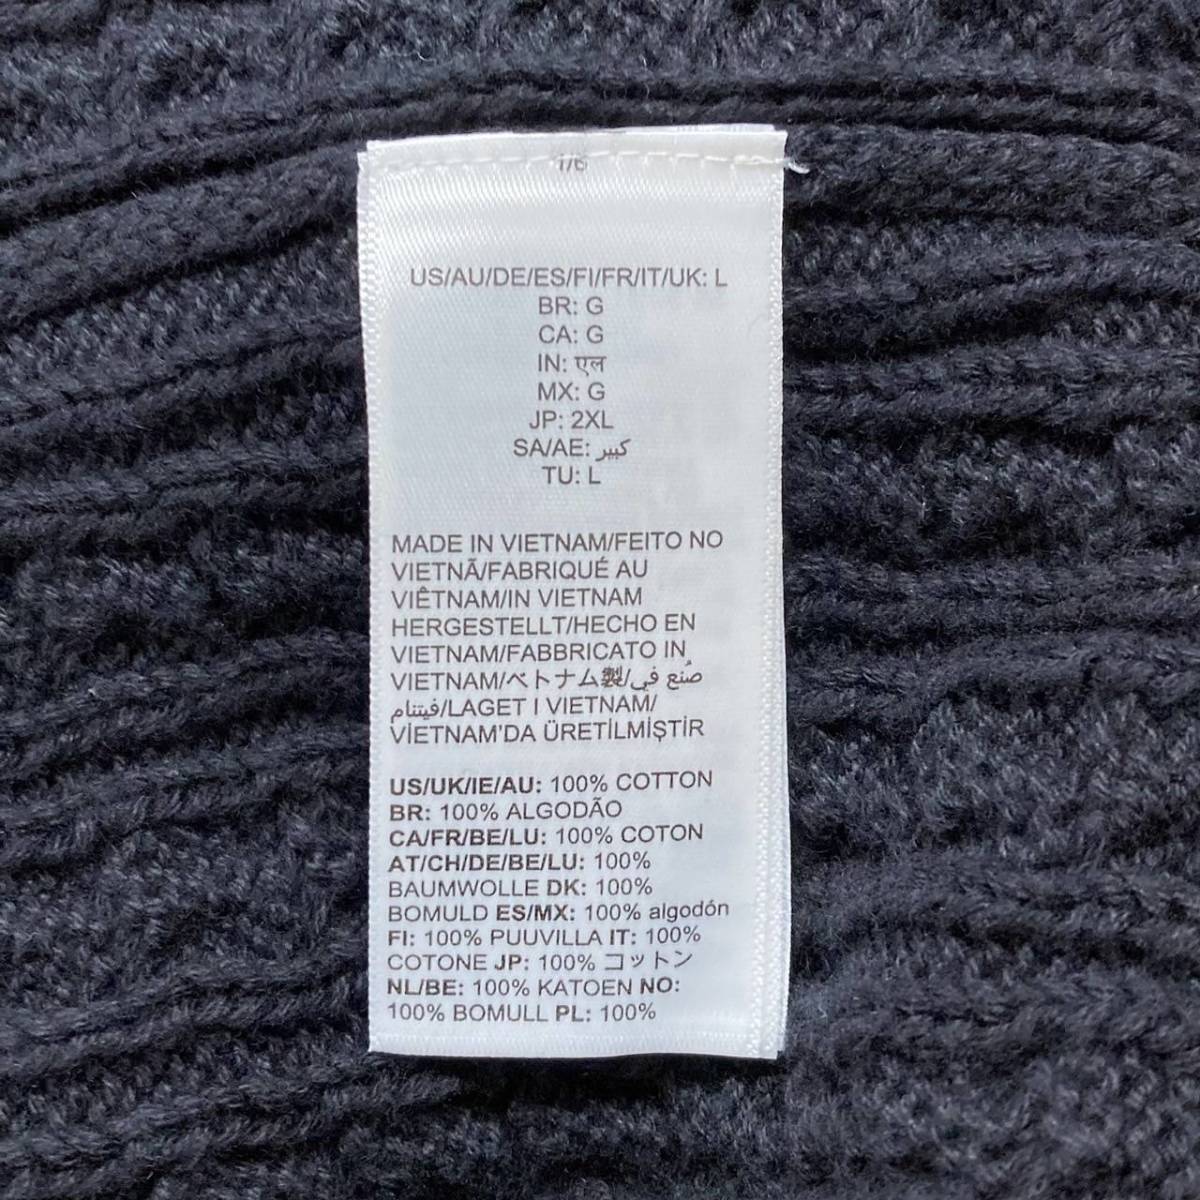 1/6
US/AU/DE/ES/FI/FR/IT/UK: L
BR: G
CA: G
IN: एल
MX: G
JP: 2XL
SA/AE: كبير
TU: L
MADE IN VIETNAM/FEITO NO
VIETNÃ/FABRIQUÉ AU
VIÊTNAM/IN VIETNAM
HERGESTELLT/HECHO EN
VIETNAM/FABBRICATO IN
VIETNAM/ベトナム製/صُنع في
فيتنام/LAGET I VIETNAM/
VİETNAM'DA ÜRETİLMİŞTİR
US/UK/IE/AU: 100% COTTON
BR: 100% ALGODÃO
CA/FR/BE/LU: 100% COTON
AT/CH/DE/BE/LU: 100%
BAUMWOLLE DK: 100%
BOMULD ES/MX: 100% algodón
FI: 100% PUUVILLA IT: 100%
COTONE JP: 100% コットン
NL/BE: 100% KATOEN NO:
100% BOMULL PL: 100%